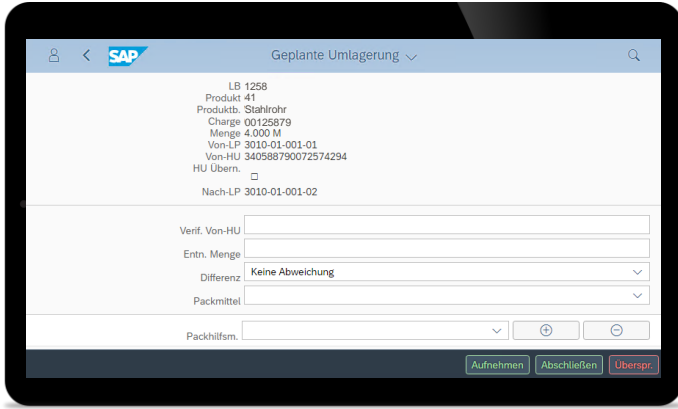 SAP Geplante Umlagerung
LB 1258
Produkt 41
Produktb. Stahlrohr
Charge 00125879
Menge 4.000 M
Von-LP 3010-01-001-01
Von-HU 340588790072574294
HU Übern.
Nach-LP 3010-01-001-02
Verif. Von-HU
Entn. Menge
Differenz Keine Abweichung
Packmittel
Packhilfsm.
Aufnehmen Abschließen Überspr.